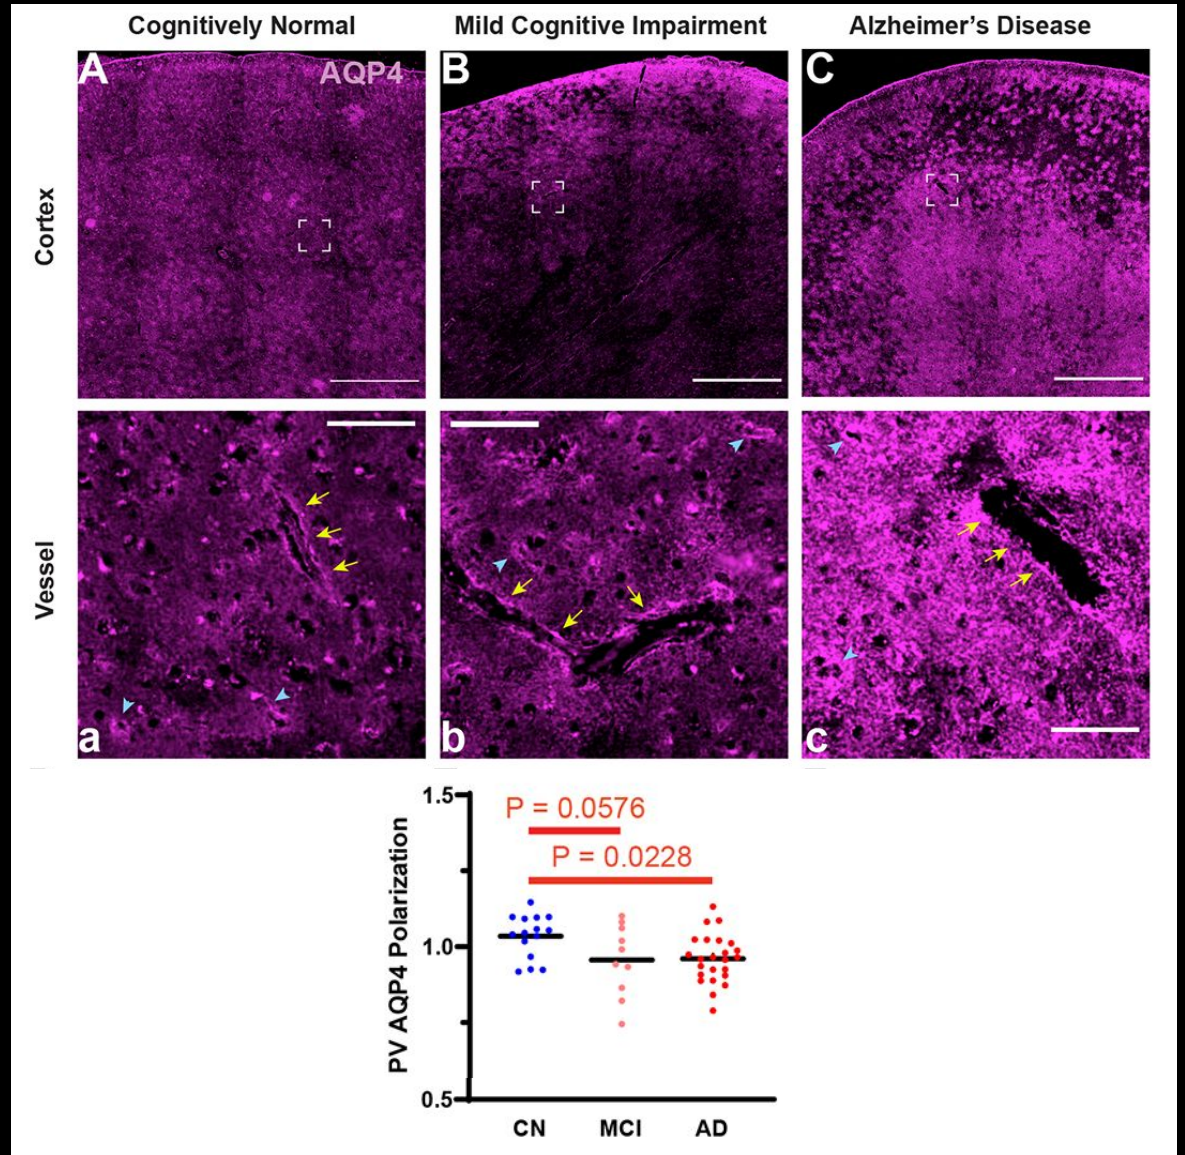 Cognitively Normal
Mild Cognitive Impairment
Alzheimer’s Disease
Cortex
A
AQP4
B
C
Vessel
a
b
c
PV AQP4 Polarization
1.5
P = 0.0576
P = 0.0228
1.0
0.5
CN
MCI
AD